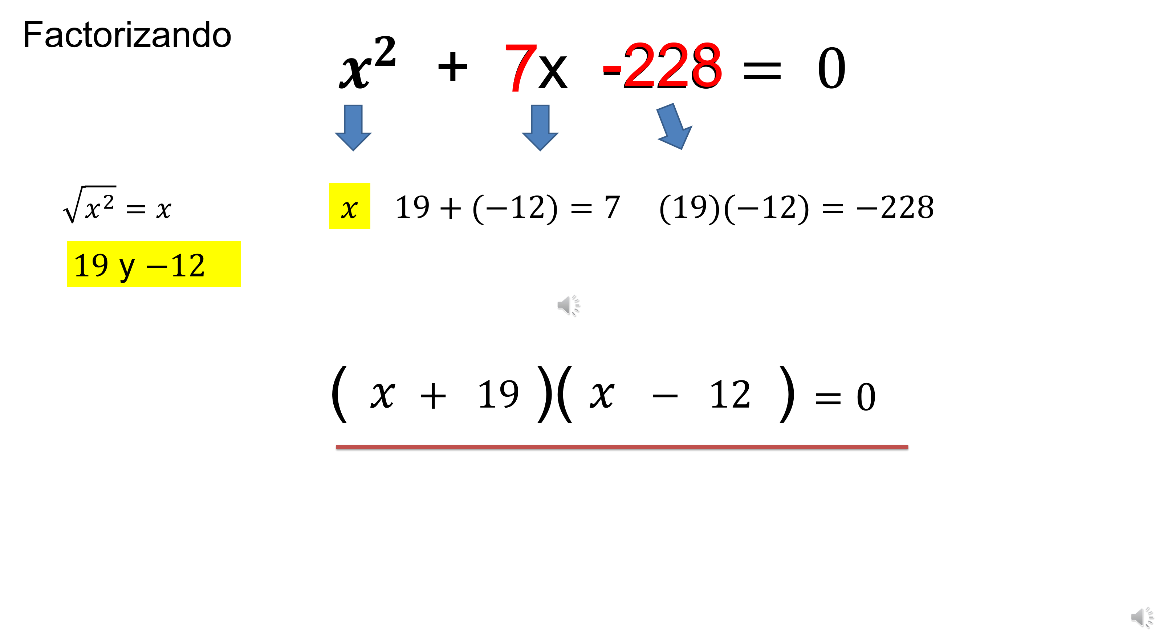 Factorizando
x² + 7x -228 = 0
√x² = x
x 19 + (−12) = 7 (19)(−12) = −228
19 y −12
( x + 19 )( x − 12 ) = 0